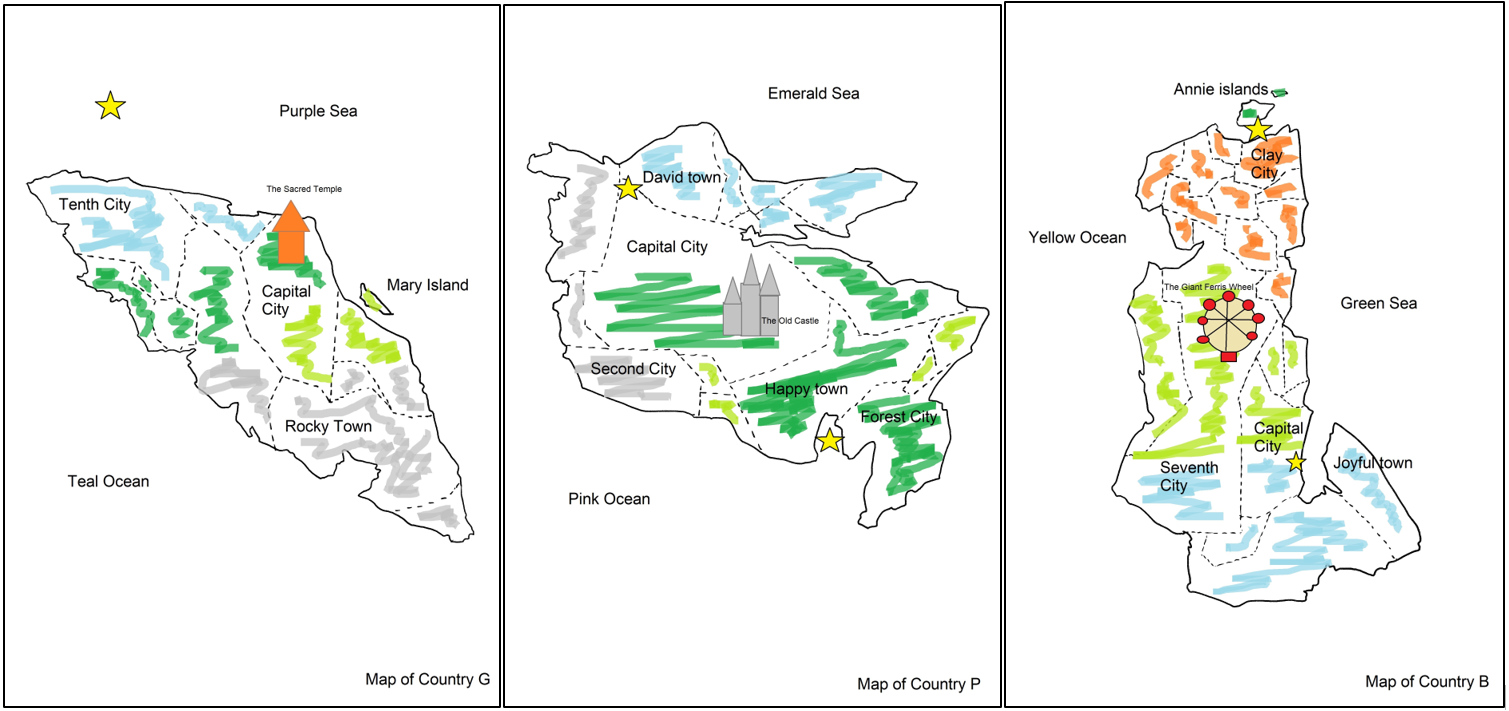 Purple Sea
The Sacred Temple
Tenth City
Capital
City
Mary Island
Rocky Town
Teal Ocean
Map of Country G
Emerald Sea
David town
Capital City
The Old Castle
Second City
Happy town
Forest City
Pink Ocean
Map of Country P
Annie islands
Clay
City
Yellow Ocean
The Giant Ferris Wheel
Green Sea
Capital
City
Seventh
City
Joyful town
Map of Country B